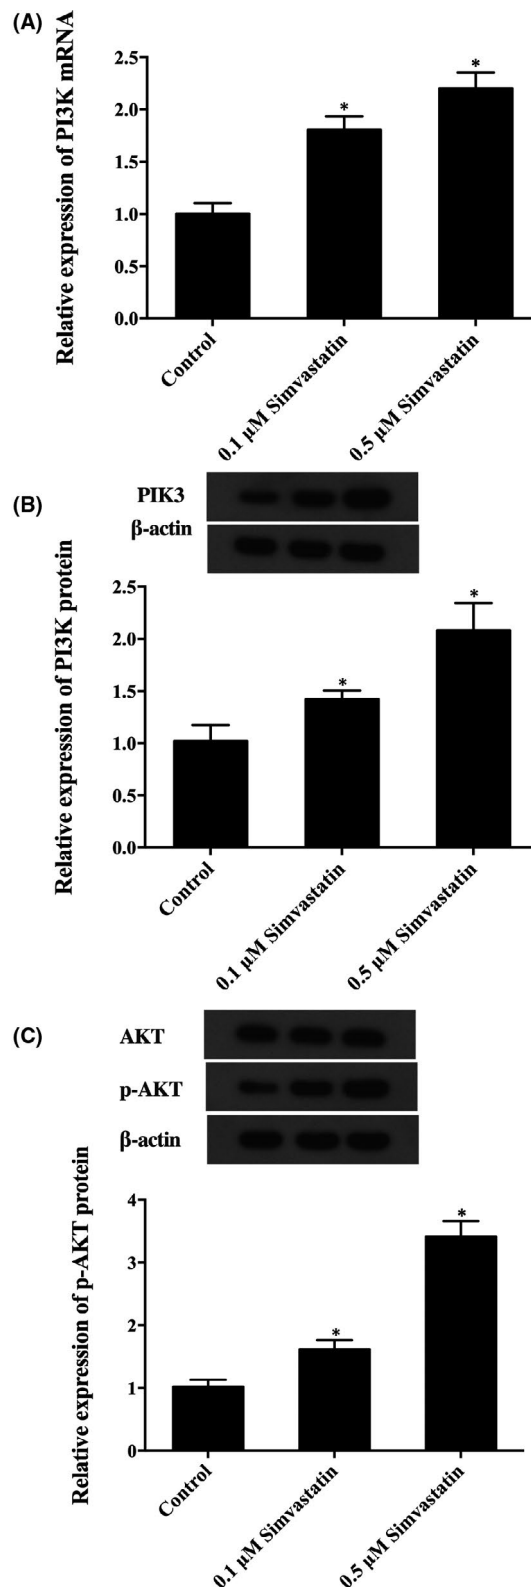 (A)
Relative expression of PI3K mRNA
2.5
2.0
1.5
1.0
0.5
0.0
*
*
Control
0.1 µM Simvastatin
0.5 µM Simvastatin
(B)
PIK3
β-actin
Relative expression of PI3K protein
2.5
2.0
1.5
1.0
0.5
0.0
*
*
Control
0.1 µM Simvastatin
0.5 µM Simvastatin
(C)
AKT
p-AKT
β-actin
Relative expression of p-AKT protein
4
3
2
1
0
*
*
Control
0.1 µM Simvastatin
0.5 µM Simvastatin